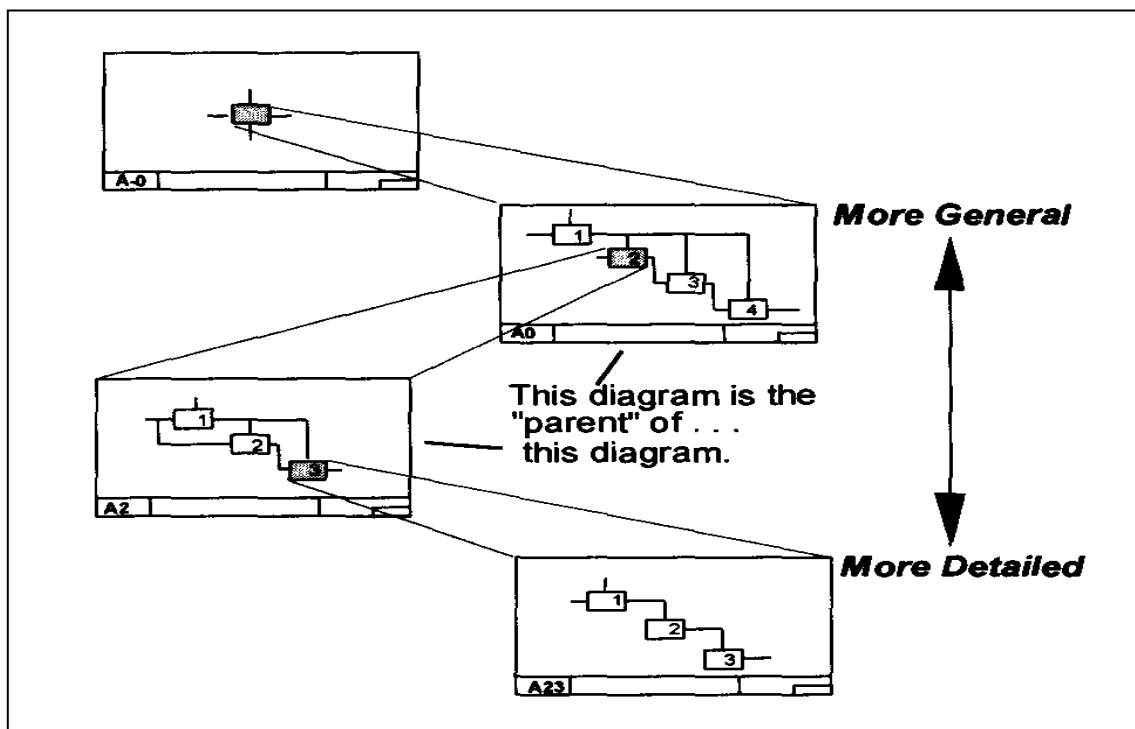 A-0
More General
1
2
3
4
A0
This diagram is the
"parent" of . . .
this diagram.
1
2
3
A2
More Detailed
1
2
3
A23